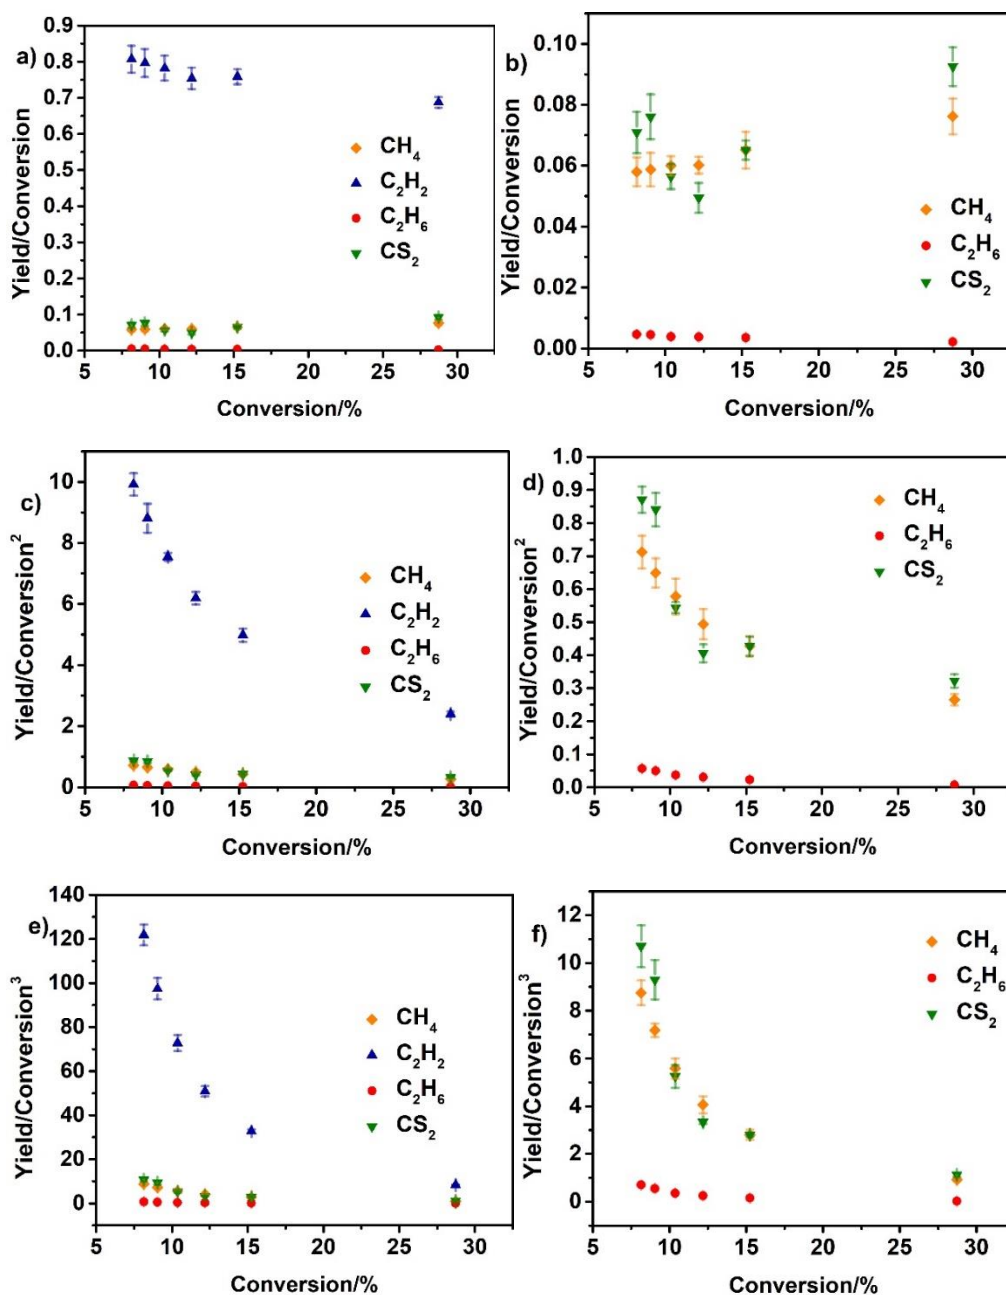 a)
0.9
0.8
0.7
0.6
0.5
0.4
0.3
0.2
0.1
0.0
Yield/Conversion
CH₄
C₂H₂
C₂H₆
CS₂
5 10 15 20 25 30
Conversion/%
b)
0.10
0.08
0.06
0.04
0.02
0.00
Yield/Conversion
CH₄
C₂H₆
CS₂
5 10 15 20 25 30
Conversion/%
c)
10
8
6
4
2
0
Yield/Conversion²
CH₄
C₂H₂
C₂H₆
CS₂
5 10 15 20 25 30
Conversion/%
d)
1.0
0.9
0.8
0.7
0.6
0.5
0.4
0.3
0.2
0.1
0.0
Yield/Conversion²
CH₄
C₂H₆
CS₂
5 10 15 20 25 30
Conversion/%
e)
140
120
100
80
60
40
20
0
Yield/Conversion³
CH₄
C₂H₂
C₂H₆
CS₂
5 10 15 20 25 30
Conversion/%
f)
12
10
8
6
4
2
0
Yield/Conversion³
CH₄
C₂H₆
CS₂
5 10 15 20 25 30
Conversion/%